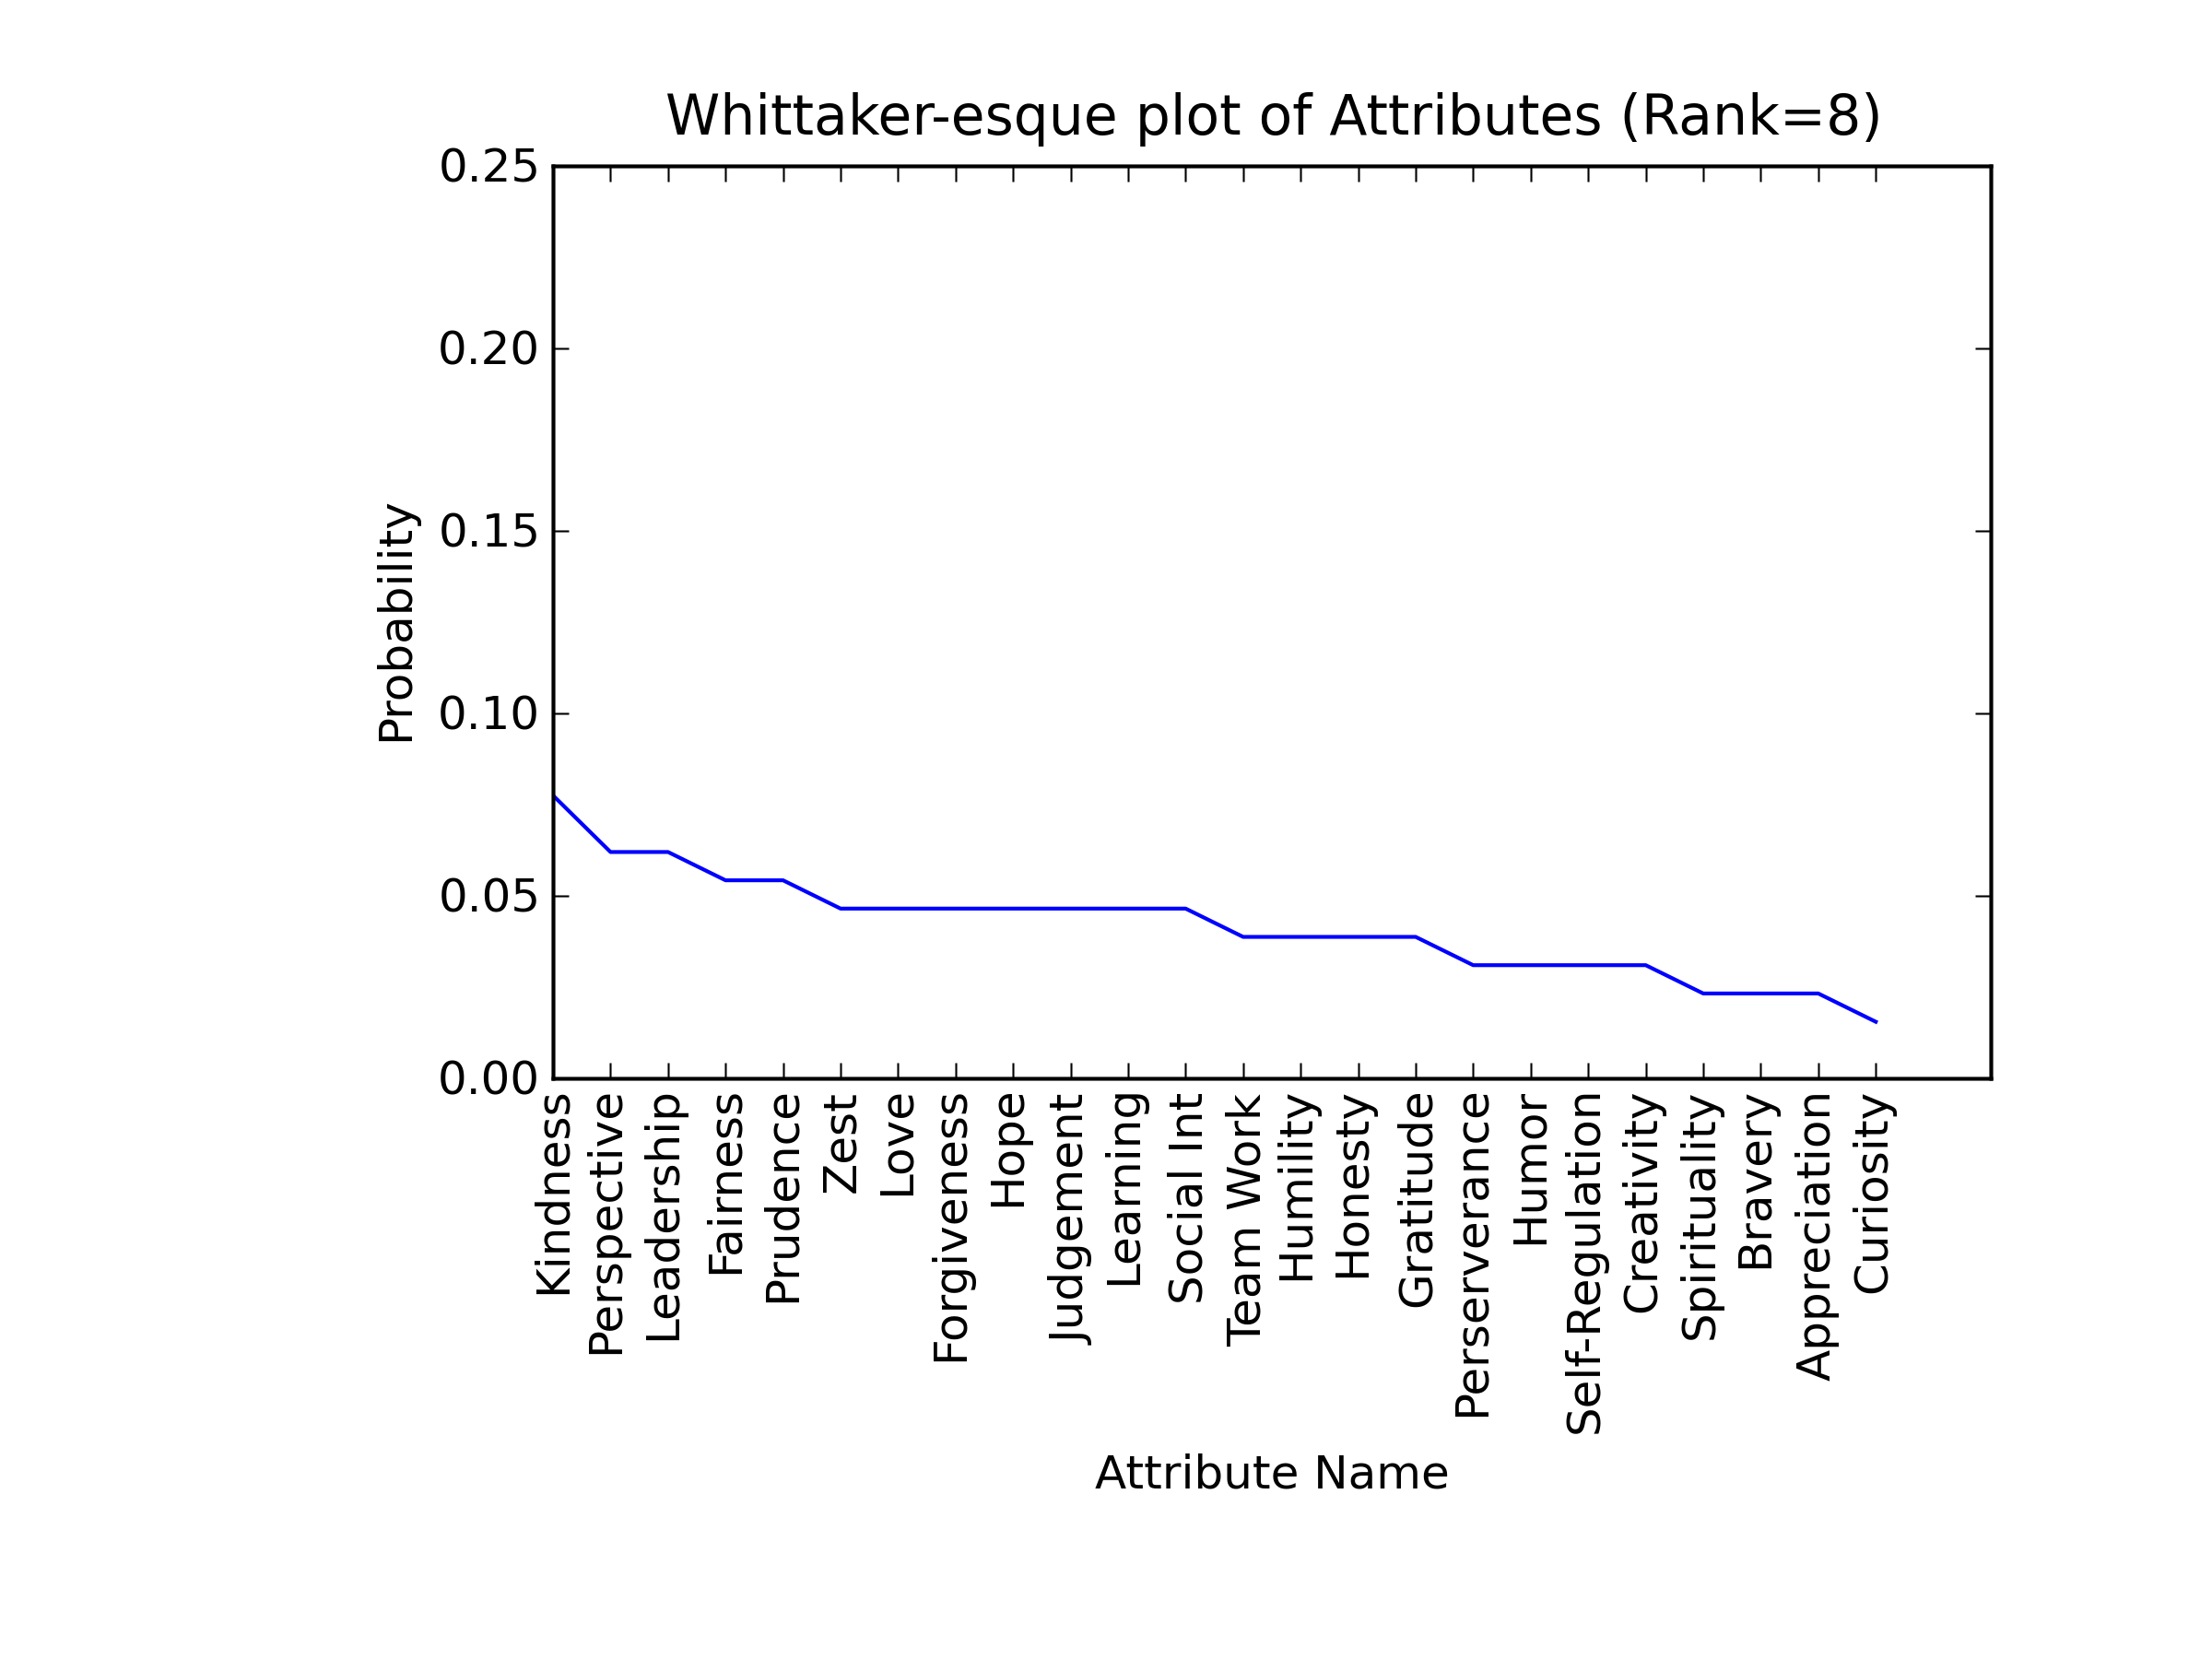 Whittaker-esque plot of Attributes (Rank=8)
0.25
0.20
0.15
0.10
0.05
0.00
Probability
Kindness
Perspective
Leadership
Fairness
Prudence
Zest
Love
Forgiveness
Hope
Judgement
Learning
Social Int
Team Work
Humility
Honesty
Gratitude
Perserverance
Humor
Self-Regulation
Creativity
Spirituality
Bravery
Appreciation
Curiosity
Attribute Name